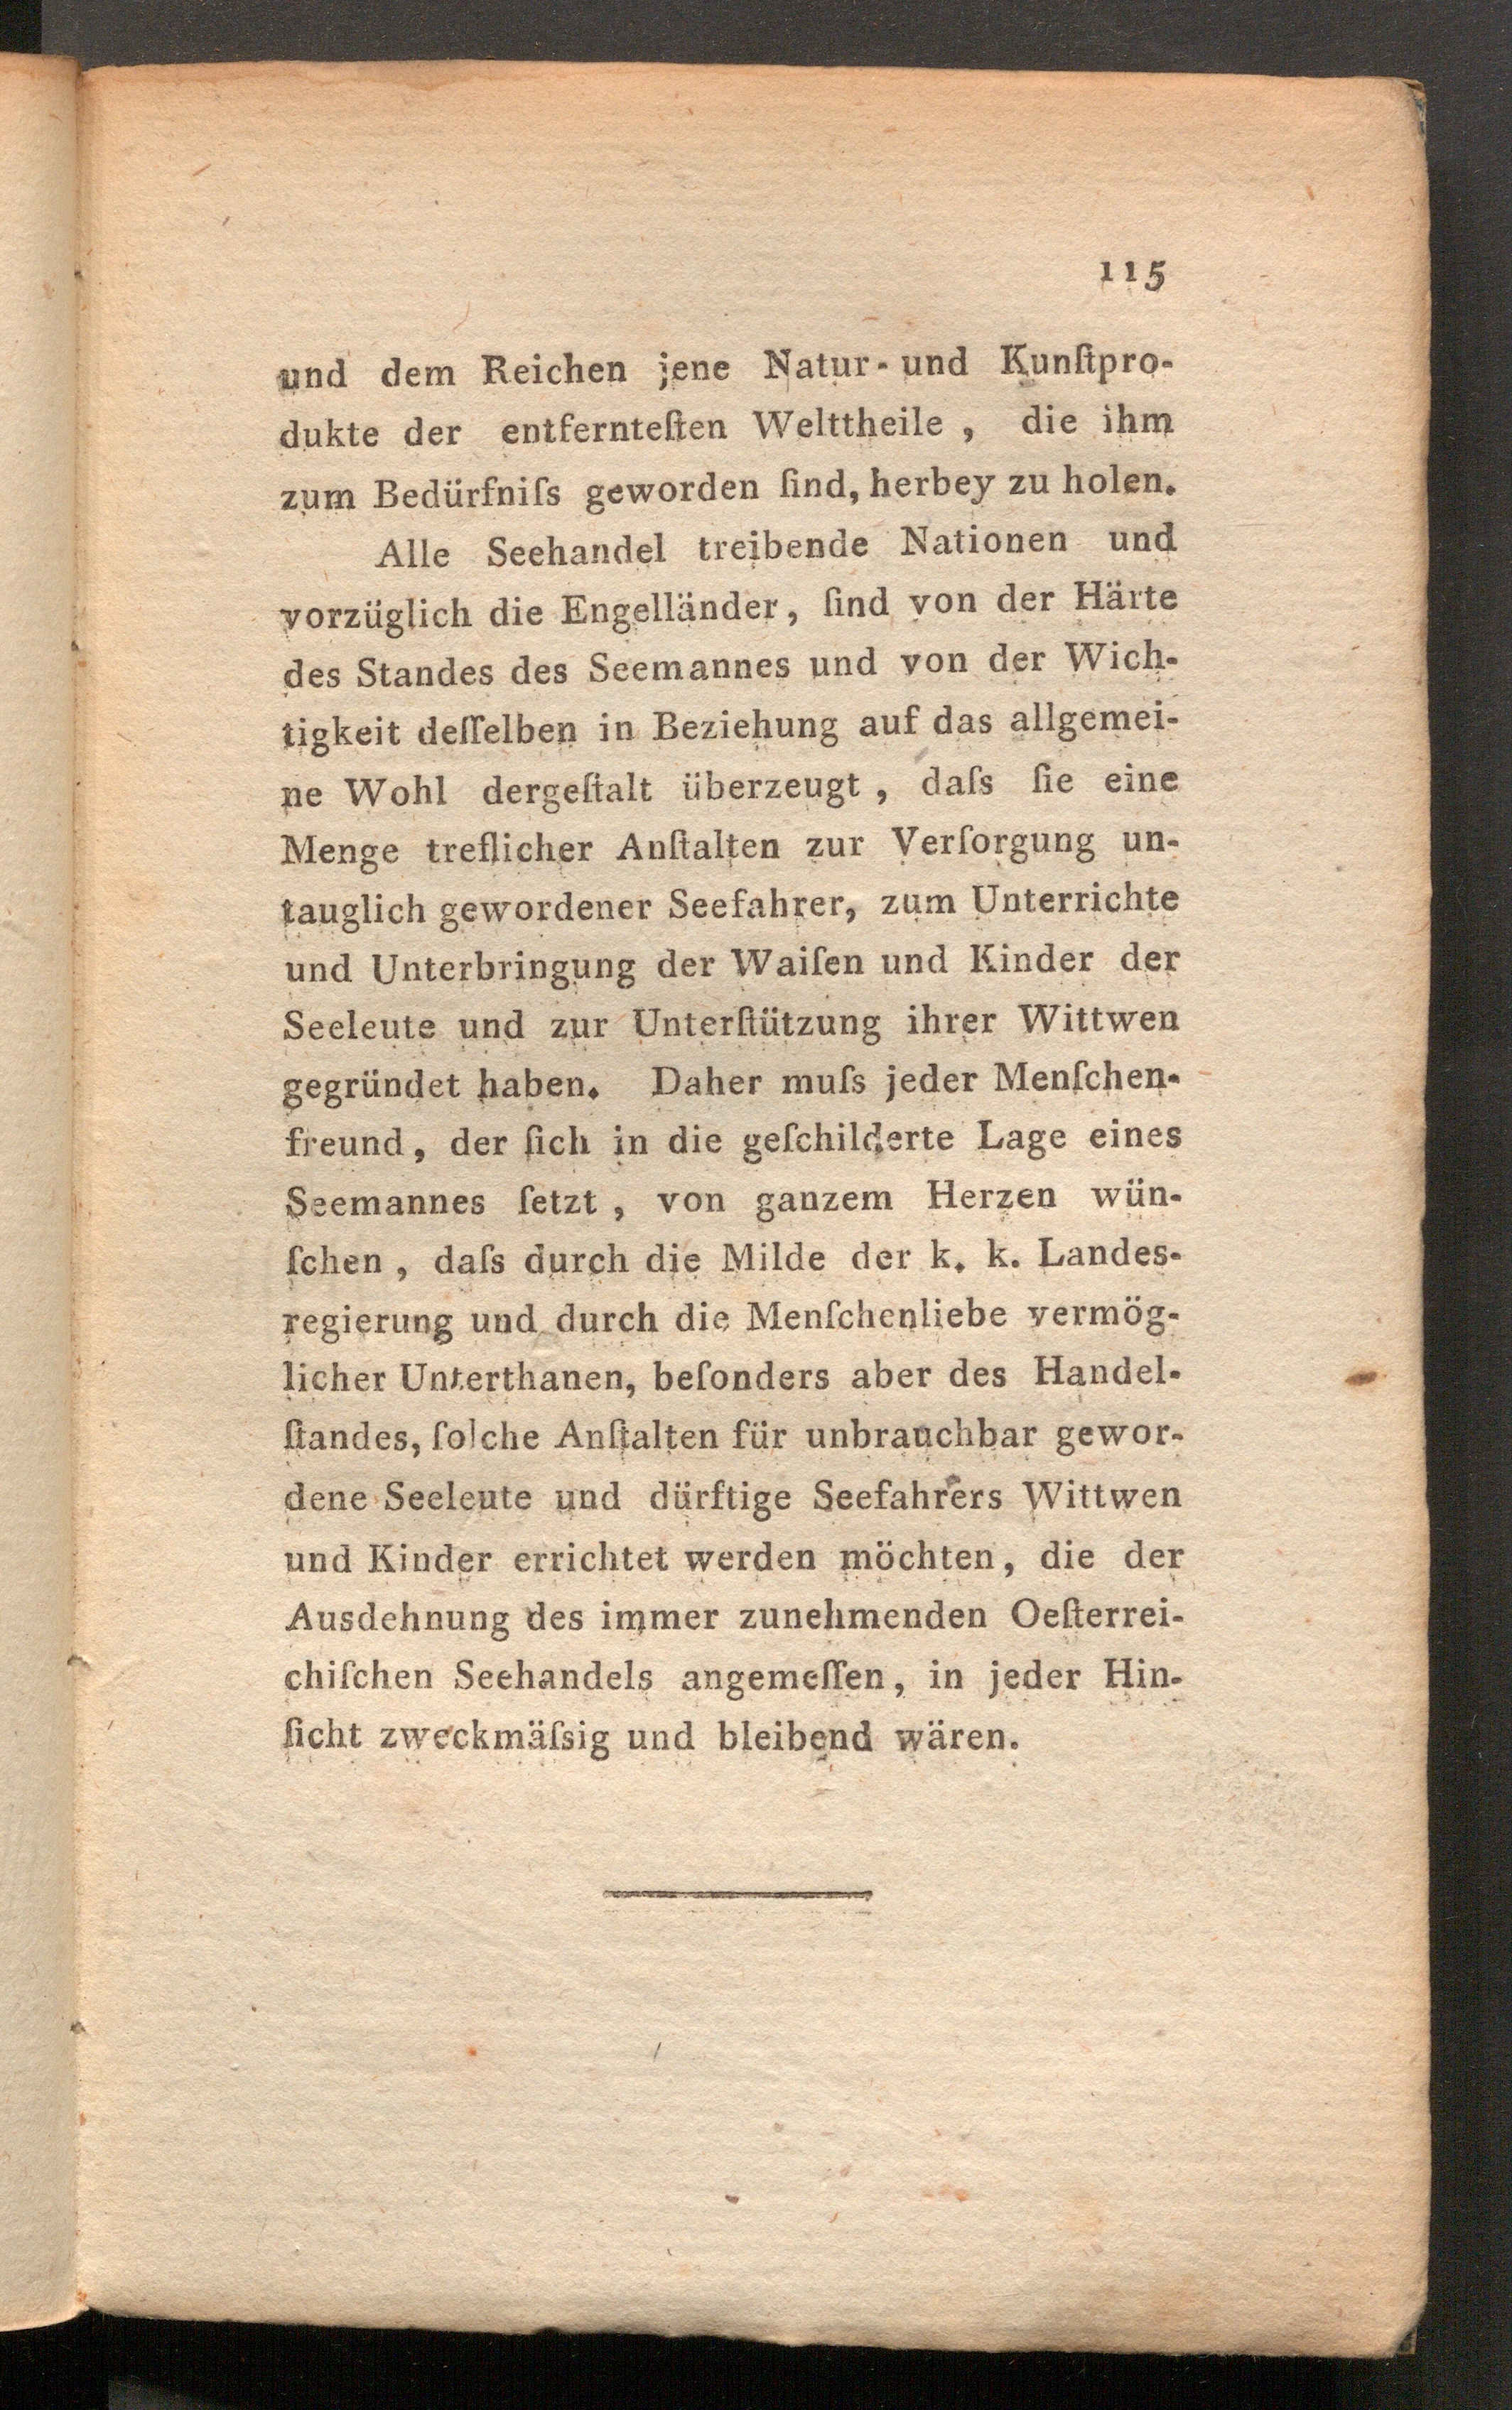 115
und dem Reichen jene Natur- und Kunſtpro-
dukte der entfernteſten Welttheile, die ihm
zum Bedürfniſs geworden ſind, herbey zu holen.
Alle Seehandel treibende Nationen und
vorzüglich die Engelländer, ſind von der Härte
des Standes des Seemannes und von der Wich-
tigkeit deſſelben in Beziehung auf das allgemei-
ne Wohl dergeſtalt überzeugt, daſs ſie eine
Menge treflicher Anſtalten zur Verſorgung un-
tauglich gewordener Seefahrer, zum Unterrichte
und Unterbringung der Waiſen und Kinder der
Seeleute und zur Unterſtützung ihrer Wittwen
gegründet haben. Daher muſs jeder Menſchen-
freund, der ſich in die geſchilderte Lage eines
Seemannes ſetzt, von ganzem Herzen wün-
ſchen, daſs durch die Milde der k. k. Landes-
regierung und durch die Menſchenliebe vermög-
licher Unterthanen, beſonders aber des Handel-
ſtandes, ſolche Anſtalten für unbrauchbar gewor-
dene Seeleute und dürftige Seefahrers Wittwen
und Kinder errichtet werden möchten, die der
Ausdehnung des immer zunehmenden Oeſterrei-
chiſchen Seehandels angemeſſen, in jeder Hin-
ſicht zweckmäſsig und bleibend wären.